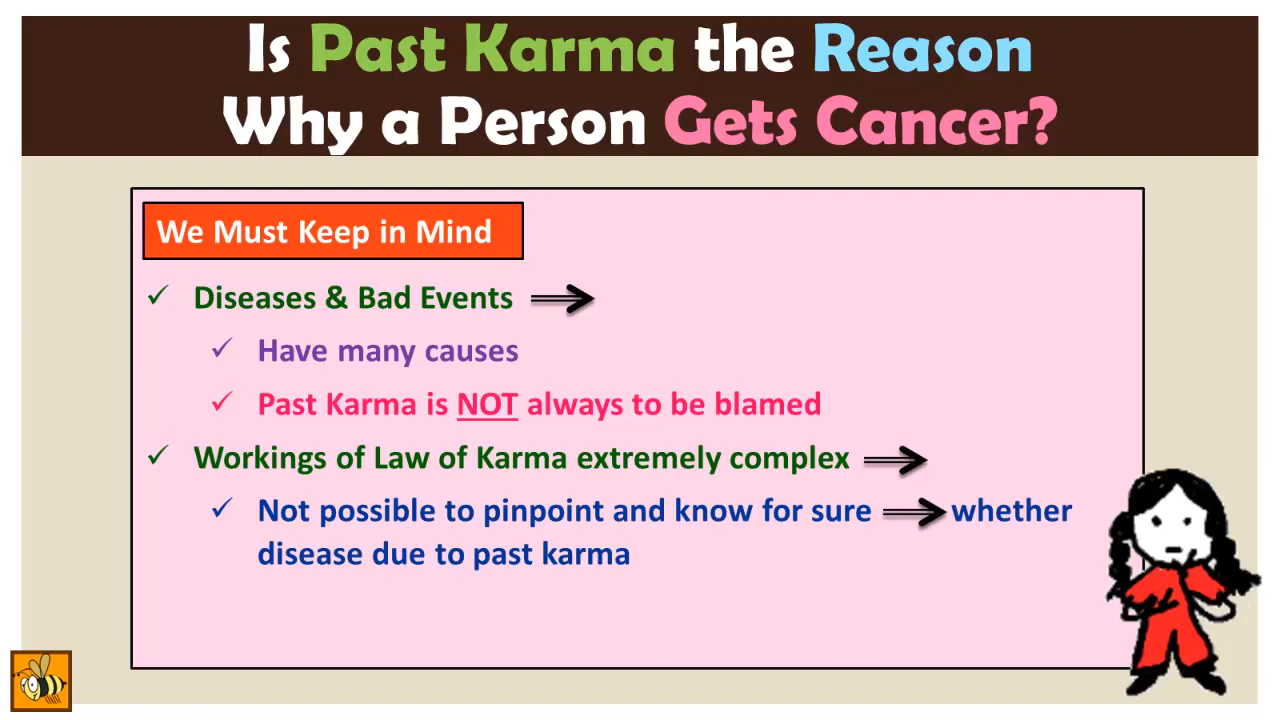 Is Past Karma the Reason
Why a Person Gets Cancer?
We Must Keep in Mind
Diseases & Bad Events
Have many causes
Past Karma is NOT always to be blamed
Workings of Law of Karma extremely complex
Not possible to pinpoint and know for sure whether
disease due to past karma